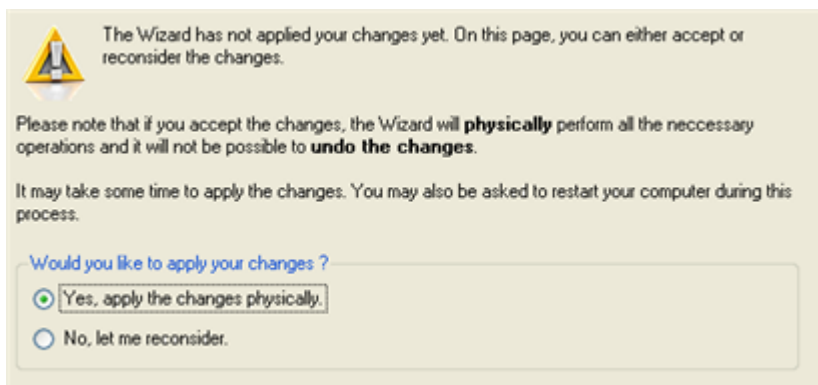 The Wizard has not applied your changes yet. On this page, you can either accept or
reconsider the changes.
Please note that if you accept the changes, the Wizard will physically perform all the neccessary
operations and it will not be possible to undo the changes.
It may take some time to apply the changes. You may also be asked to restart your computer during this
process.
Would you like to apply your changes ?
Yes, apply the changes physically.
No, let me reconsider.